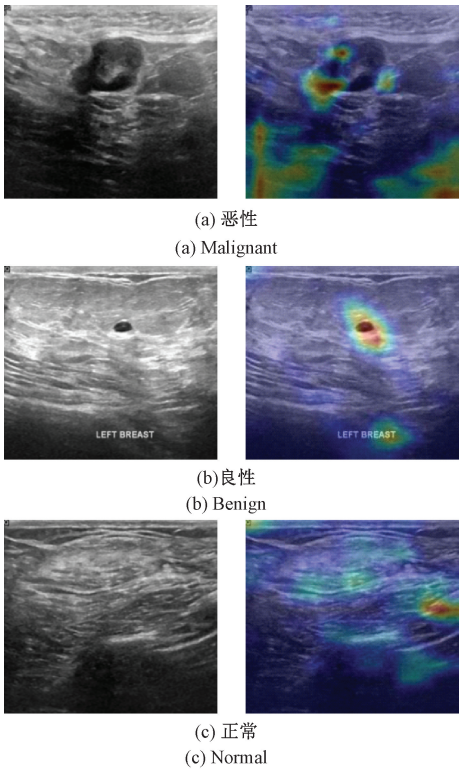 (a) 恶性
(a) Malignant
LEFT BREAST
LEFT BREAST
(b)良性
(b) Benign
(c) 正常
(c) Normal